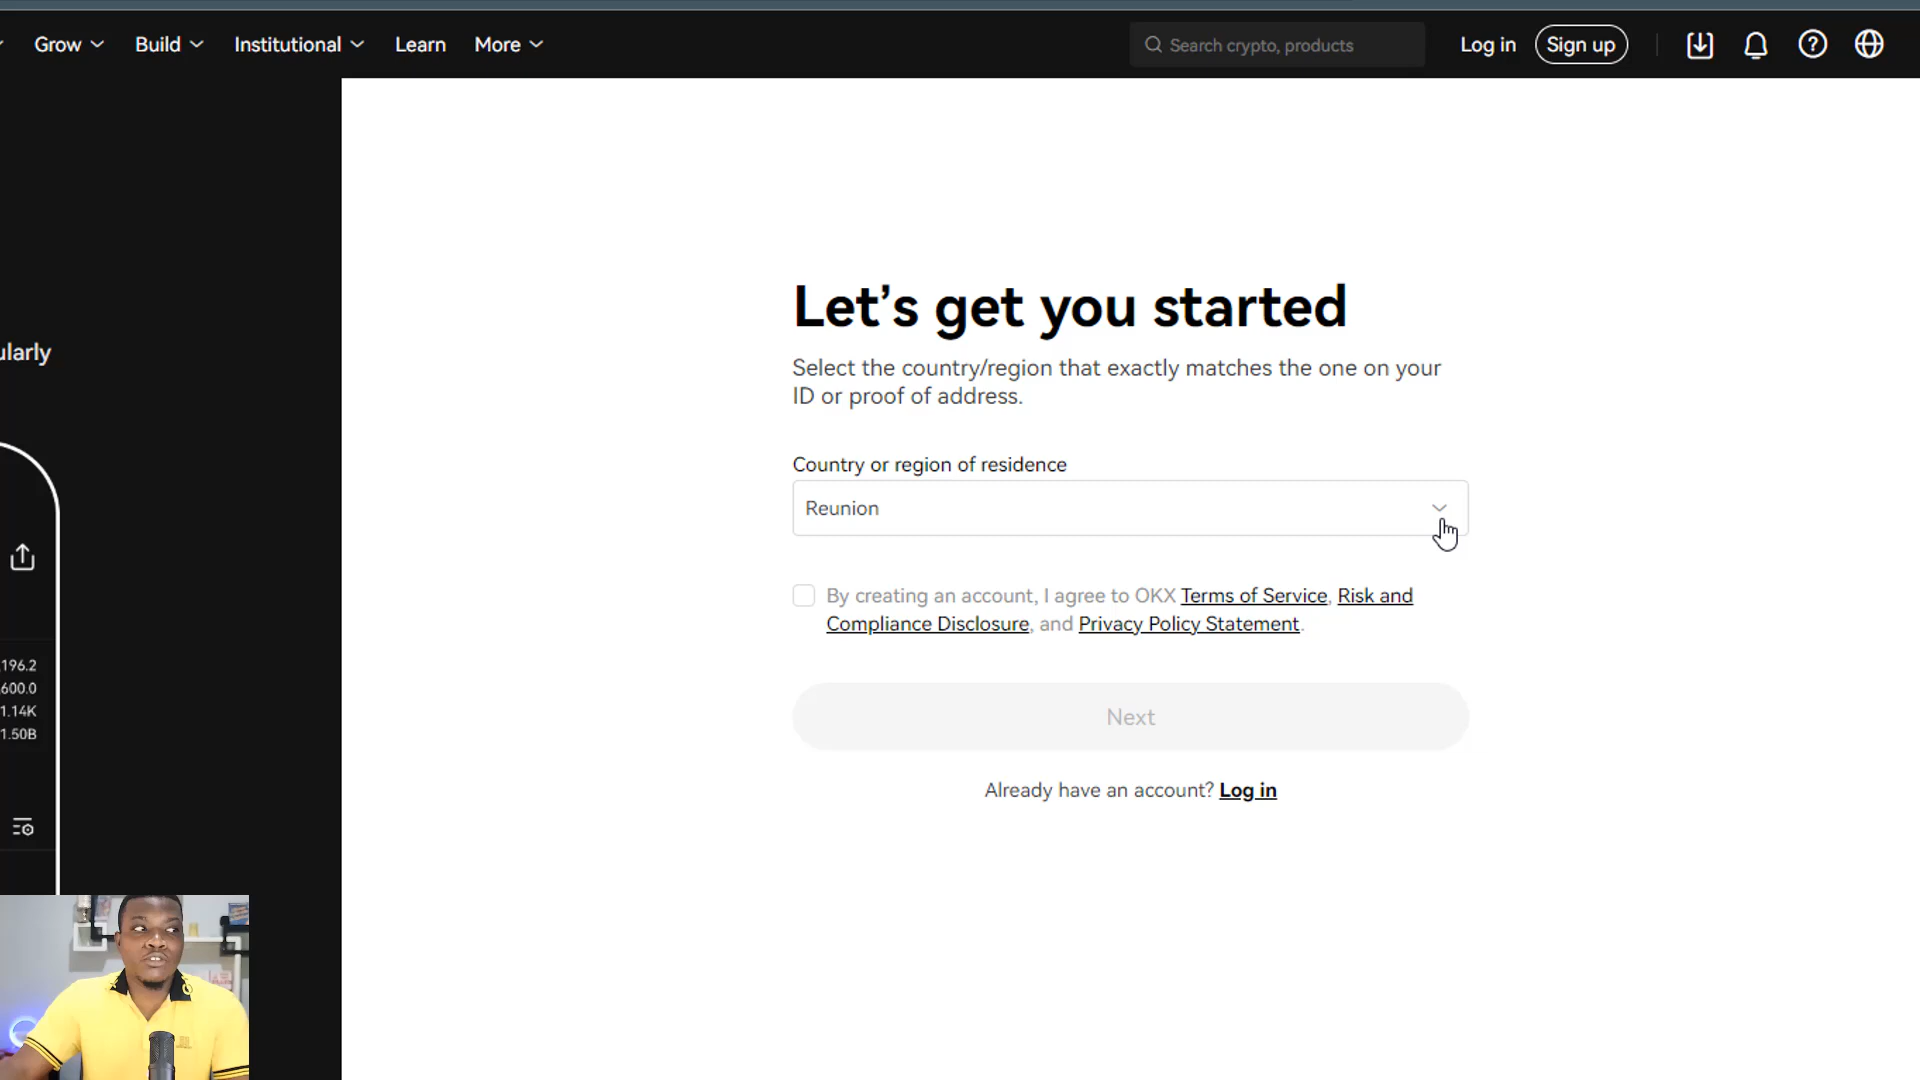 Grow Build Institutional Learn More Search crypto, products Log in Sign up
ularly
196.2
600.0
1.14K
1.50B
Let’s get you started
Select the country/region that exactly matches the one on your
ID or proof of address.
Country or region of residence
Reunion
By creating an account, I agree to OKX Terms of Service, Risk and
Compliance Disclosure, and Privacy Policy Statement.
Next
Already have an account? Log in